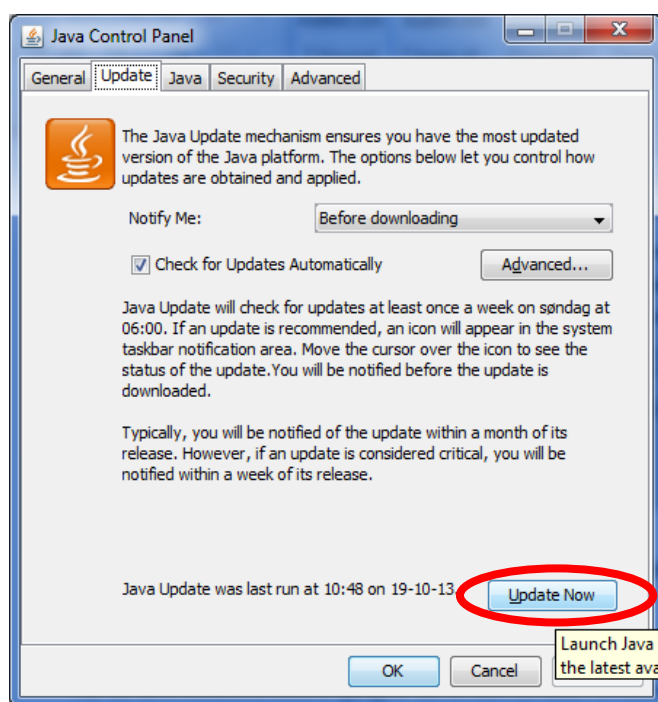 Java Control Panel
General Update Java Security Advanced
The Java Update mechanism ensures you have the most updated
version of the Java platform. The options below let you control how
updates are obtained and applied.
Notify Me: Before downloading
Check for Updates Automatically Advanced...
Java Update will check for updates at least once a week on søndag at
06:00. If an update is recommended, an icon will appear in the system
taskbar notification area. Move the cursor over the icon to see the
status of the update.You will be notified before the update is
downloaded.
Typically, you will be notified of the update within a month of its
release. However, if an update is considered critical, you will be
notified within a week of its release.
Java Update was last run at 10:48 on 19-10-13. Update Now
Launch Java
the latest ava
OK Cancel